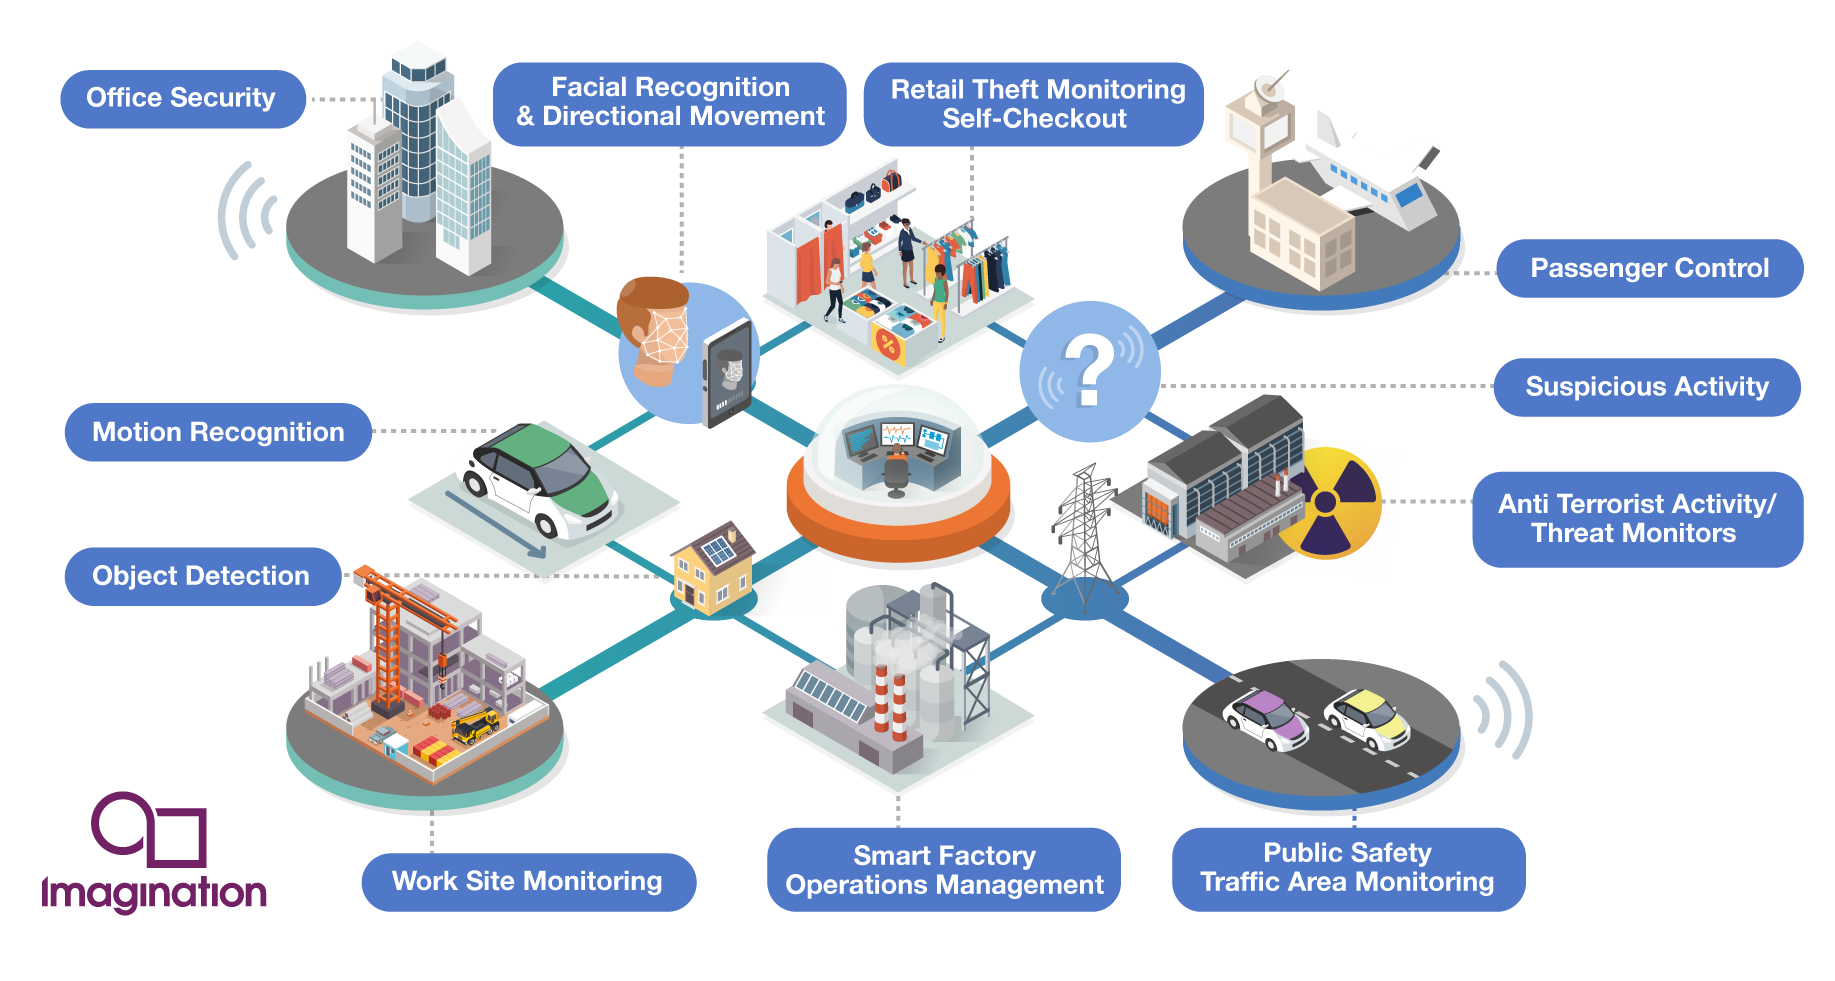 Office Security
Facial Recognition
& Directional Movement
Retail Theft Monitoring
Self-Checkout
Passenger Control
Suspicious Activity
Motion Recognition
Anti Terrorist Activity/
Threat Monitors
Object Detection
%
?
Work Site Monitoring
Smart Factory
Operations Management
Public Safety
Traffic Area Monitoring
Imagination